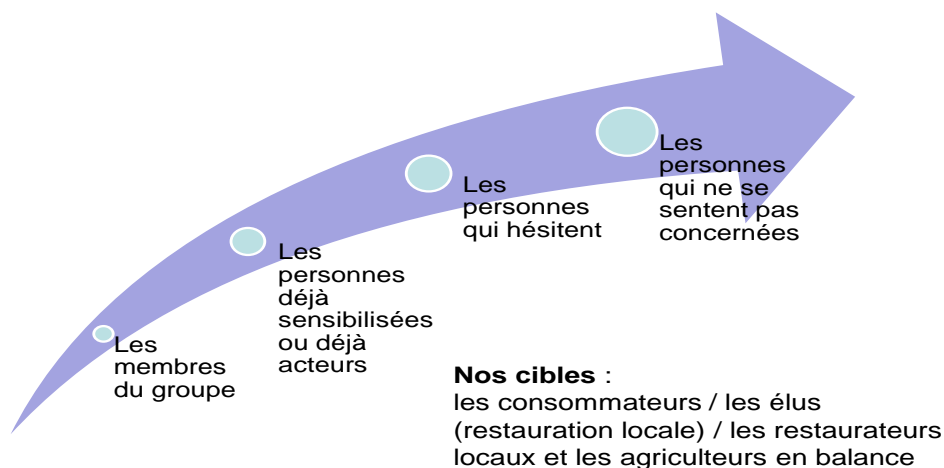 Les
membres
du groupe
Les
personnes
déjà
sensibilisées
ou déjà
acteurs
Les
personnes
qui hésitent
Les
personnes
qui ne se
sentent pas
concernées
Nos cibles :
les consommateurs / les élus
(restauration locale) / les restaurateurs
locaux et les agriculteurs en balance